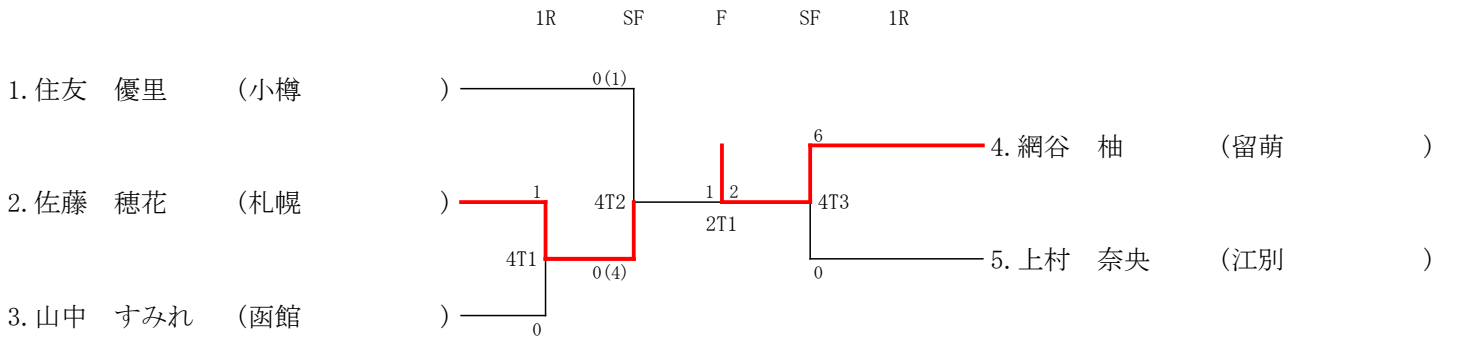 1R SF F SF 1R
0(1)
1.住友　優里　(小樽　)
6
4.網谷　柚　(留萌　)
2.佐藤　穂花　(札幌　)
1
4T2
1 2
4T3
2T1
4T1
0(4)
0
5.上村　奈央　(江別　)
3.山中　すみれ　(函館　)
0